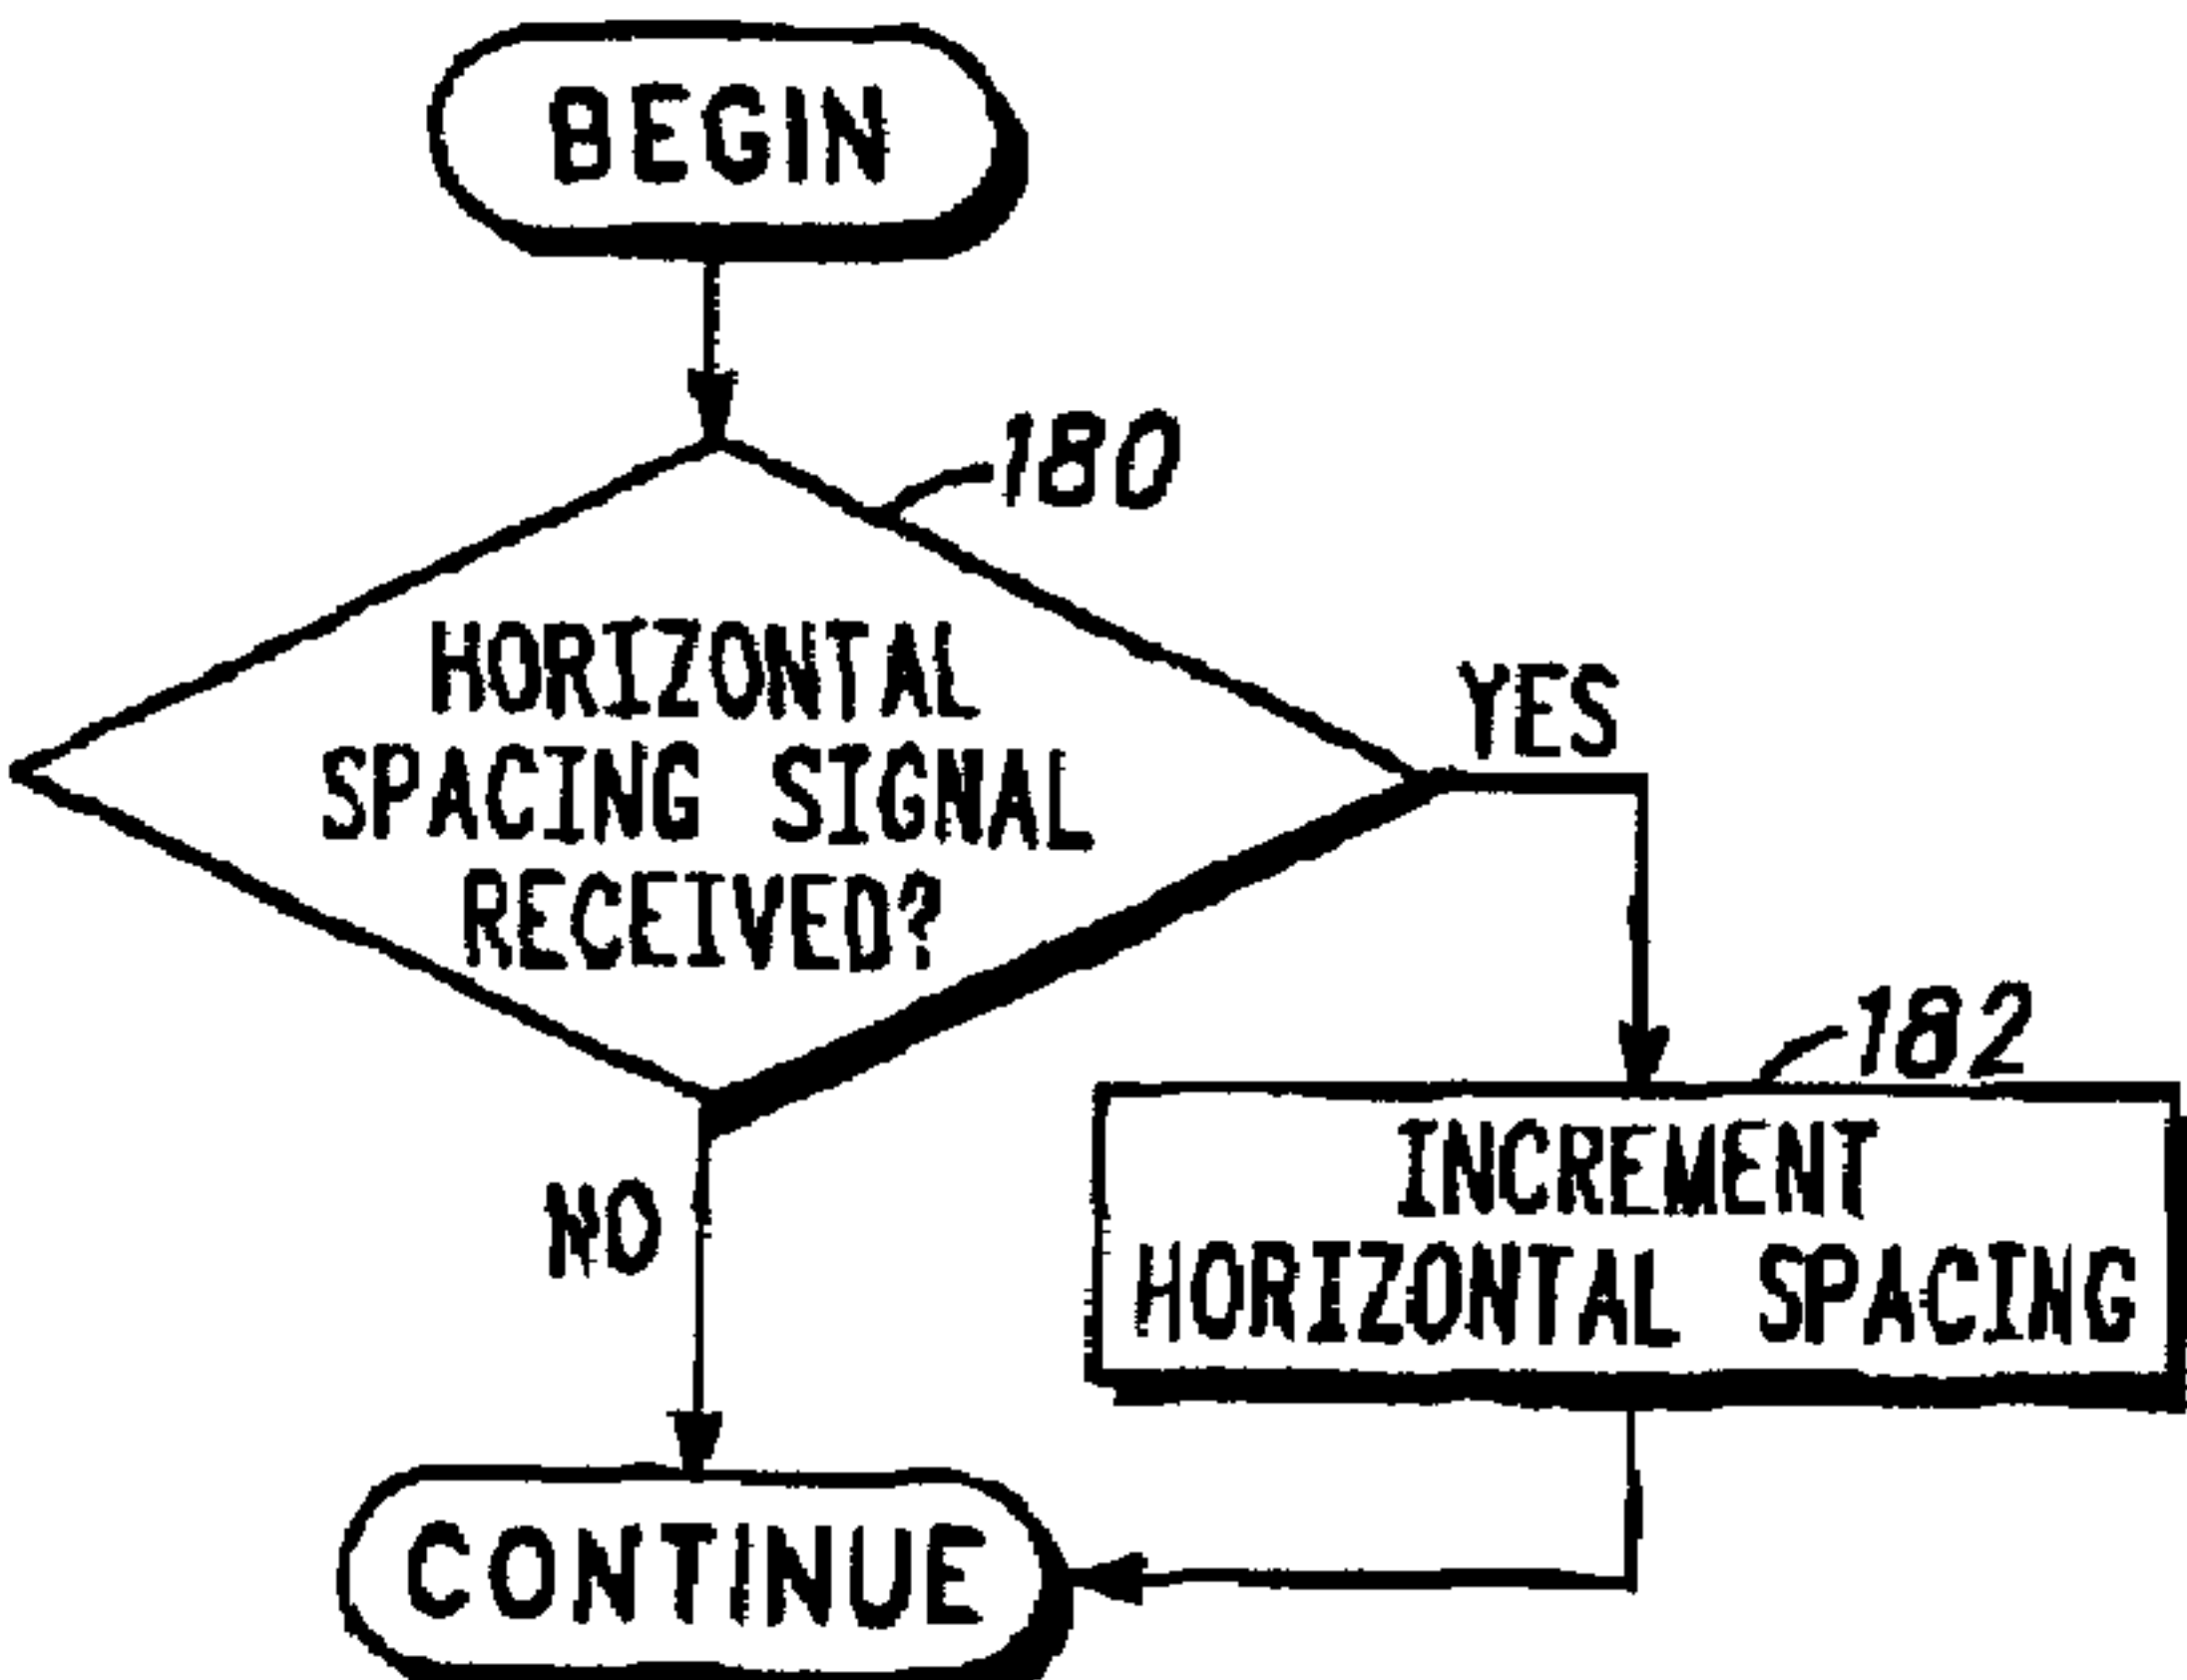 BEGIN
180
HORIZONTAL
SPACING SIGNAL
RECEIVED?
YES
182
INCREMENT
HORIZONTAL SPACING
NO
CONTINUE